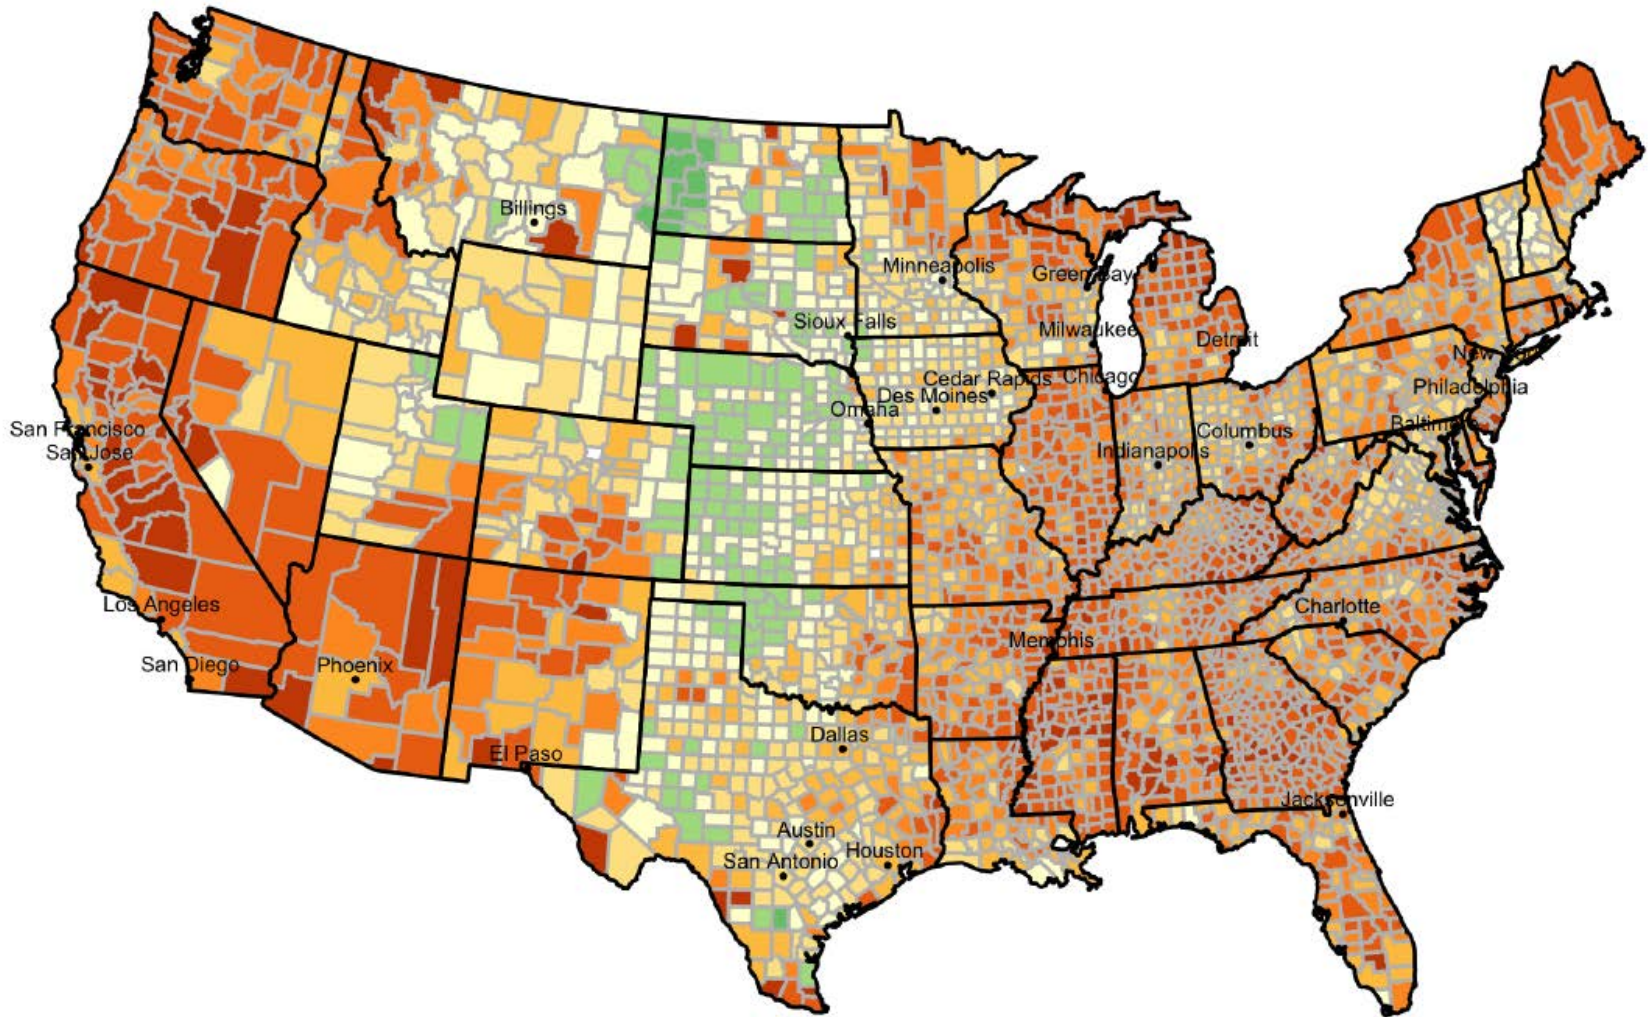 Billings
Minneapolis
Green Bay
Sioux Falls
Milwaukee
Detroit
New York
Cedar Rapids
Chicago
Philadelphia
Des Moines
Omaha
Baltimore
San Francisco
Columbus
San Jose
Indianapolis
Los Angeles
Charlotte
Memphis
San Diego
Phoenix
Dallas
El Paso
Jacksonville
Austin
Houston
San Antonio